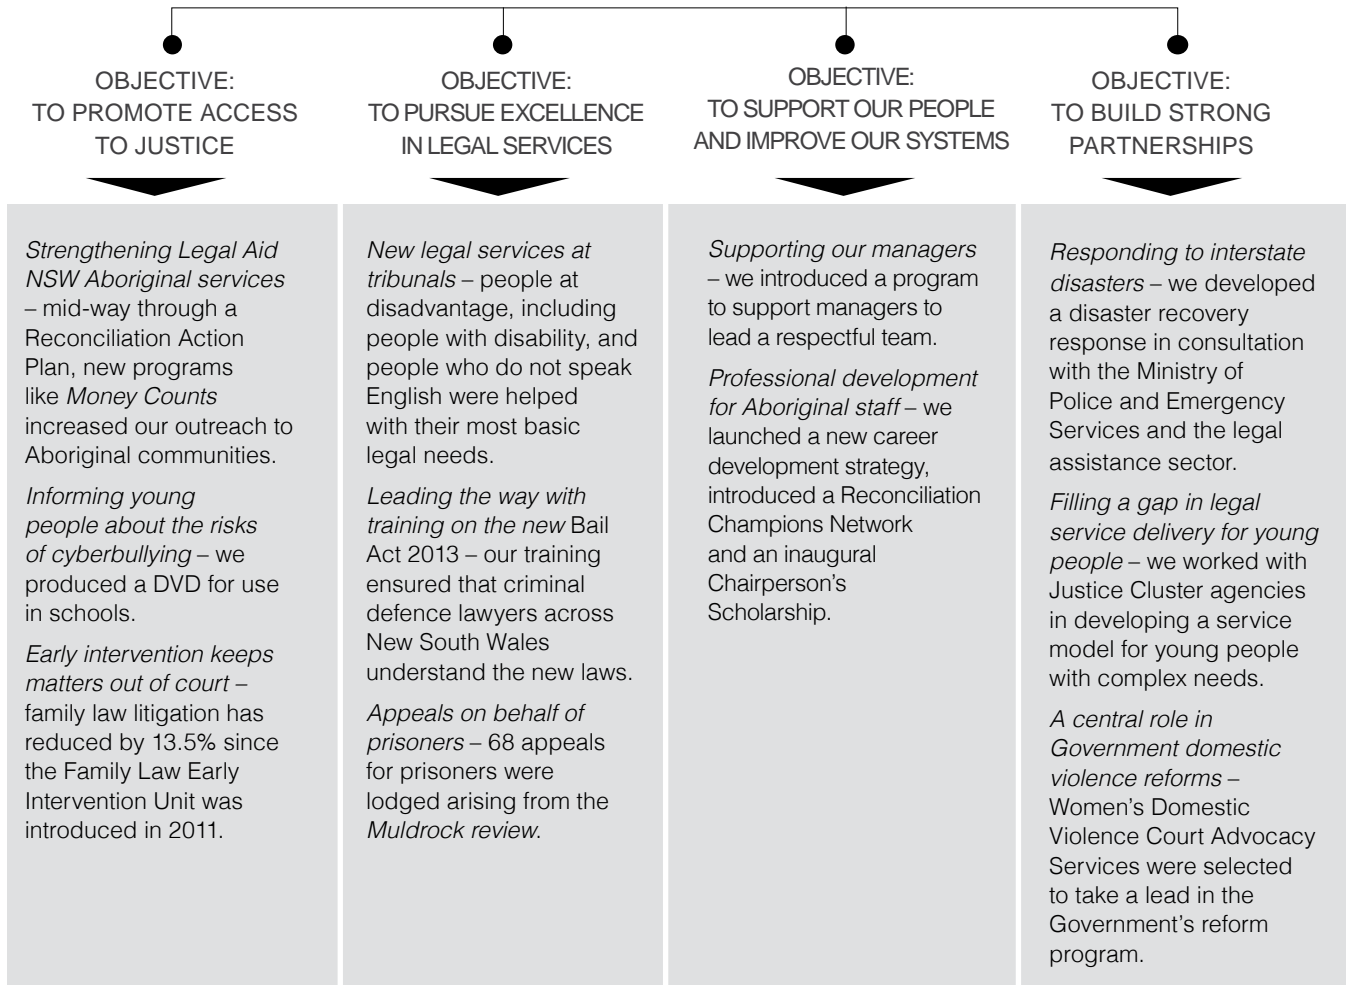 OBJECTIVE:
TO PROMOTE ACCESS
TO JUSTICE
Strengthening Legal Aid
NSW Aboriginal services
– mid-way through a
Reconciliation Action
Plan, new programs
like Money Counts
increased our outreach to
Aboriginal communities.
Informing young
people about the risks
of cyberbullying – we
produced a DVD for use
in schools.
Early intervention keeps
matters out of court –
family law litigation has
reduced by 13.5% since
the Family Law Early
Intervention Unit was
introduced in 2011.
OBJECTIVE:
TO PURSUE EXCELLENCE
IN LEGAL SERVICES
New legal services at
tribunals – people at
disadvantage, including
people with disability, and
people who do not speak
English were helped
with their most basic
legal needs.
Leading the way with
training on the new Bail
Act 2013 – our training
ensured that criminal
defence lawyers across
New South Wales
understand the new laws.
Appeals on behalf of
prisoners – 68 appeals
for prisoners were
lodged arising from the
Muldrock review.
OBJECTIVE:
TO SUPPORT OUR PEOPLE
AND IMPROVE OUR SYSTEMS
Supporting our managers
– we introduced a program
to support managers to
lead a respectful team.
Professional development
for Aboriginal staff – we
launched a new career
development strategy,
introduced a Reconciliation
Champions Network
and an inaugural
Chairperson’s
Scholarship.
OBJECTIVE:
TO BUILD STRONG
PARTNERSHIPS
Responding to interstate
disasters – we developed
a disaster recovery
response in consultation
with the Ministry of
Police and Emergency
Services and the legal
assistance sector.
Filling a gap in legal
service delivery for young
people – we worked with
Justice Cluster agencies
in developing a service
model for young people
with complex needs.
A central role in
Government domestic
violence reforms –
Women’s Domestic
Violence Court Advocacy
Services were selected
to take a lead in the
Government’s reform
program.